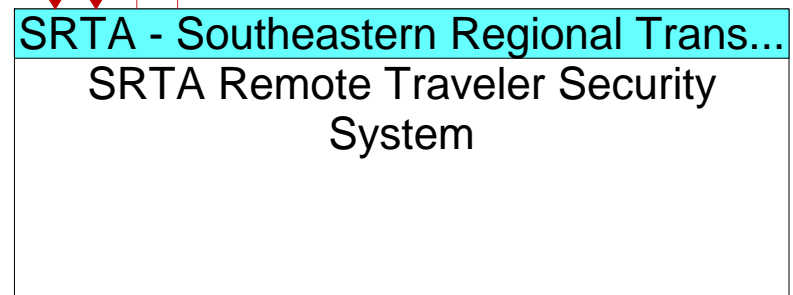 SRTA - Southeastern Regional Trans...
SRTA Remote Traveler Security
System